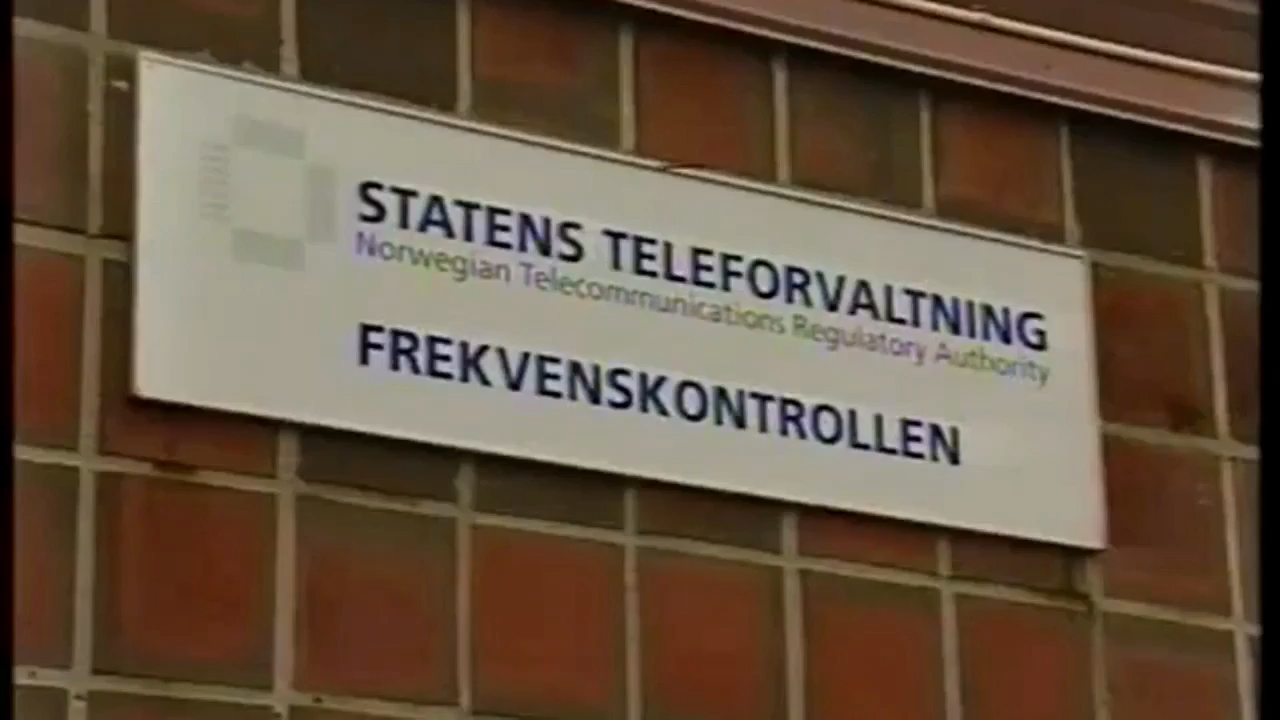 STATENS TELEFORVALTNING
Norwegian Telecommunications Regulatory Authority
FREKVENSKONTROLLEN